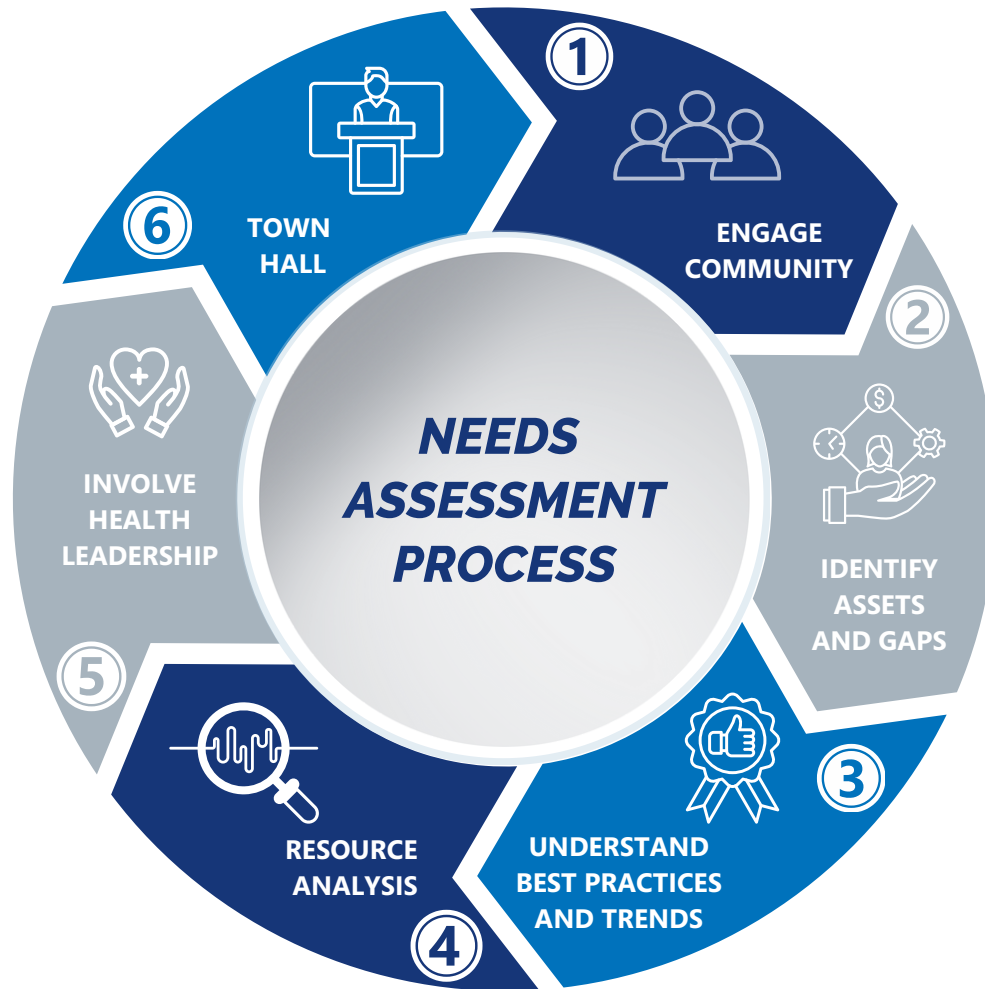 NEEDS
ASSESSMENT
PROCESS
1
ENGAGE
COMMUNITY
2
$
IDENTIFY
ASSETS
AND GAPS
3
UNDERSTAND
BEST PRACTICES
AND TRENDS
4
RESOURCE
ANALYSIS
5
INVOLVE
HEALTH
LEADERSHIP
6
TOWN
HALL